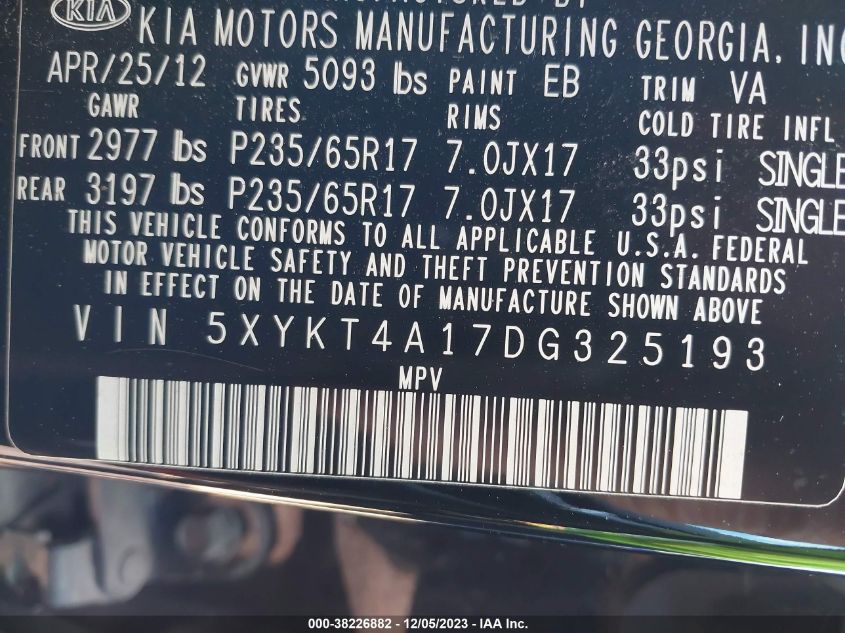 MANUFACTURED BY
KIA KIA MOTORS MANUFACTURING GEORGIA, INC
APR/25/12 GVWR 5093 lbs PAINT EB TRIM VA
GAWR TIRES RIMS COLD TIRE INFL
FRONT 2977 lbs P235/65R17 7.0JX17 33psi SINGLE
REAR 3197 lbs P235/65R17 7.0JX17 33psi SINGLE
THIS VEHICLE CONFORMS TO ALL APPLICABLE U.S.A. FEDERAL
MOTOR VEHICLE SAFETY AND THEFT PREVENTION STANDARDS
IN EFFECT ON THE DATE OF MANUFACTURE SHOWN ABOVE
VIN 5XYKT4A17DG325193
MPV
000-38226882 - 12/05/2023 - IAA Inc.